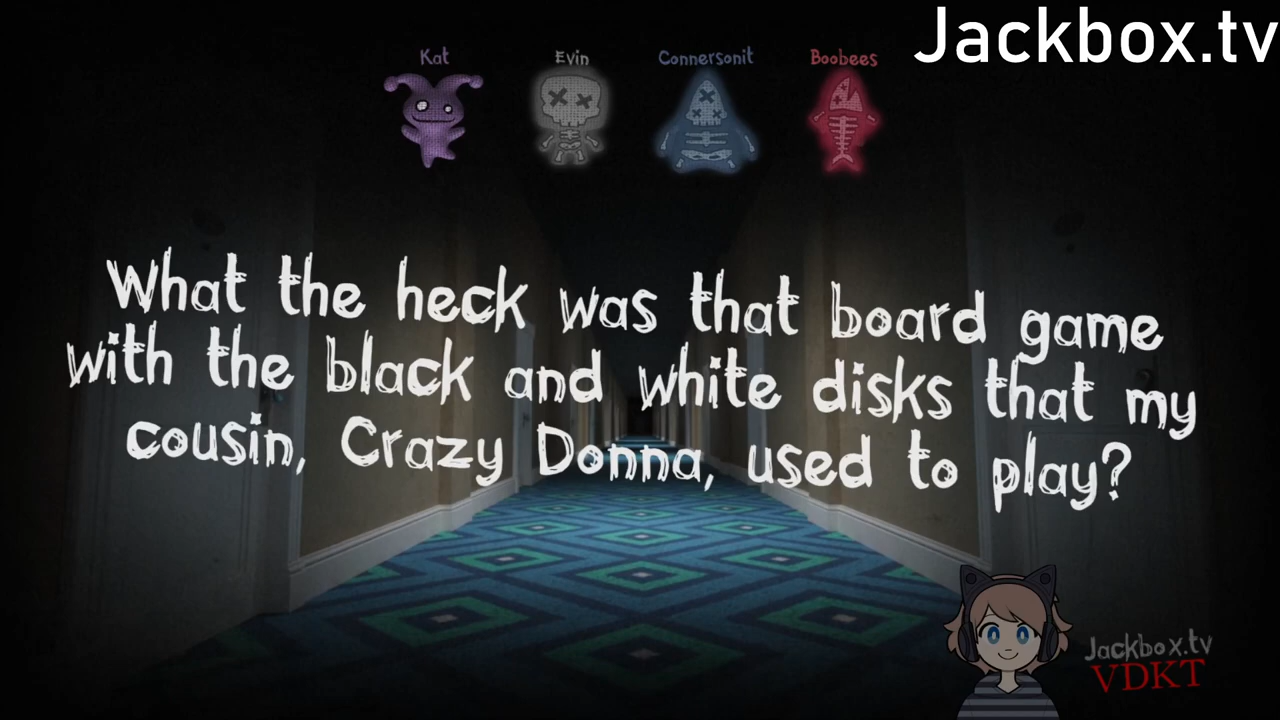 Jackbox.tv
Kat
Evin
Connersonit
Boobees
What the heck was that board game
with the black and white disks that my
cousin, Crazy Donna, used to play?
Jackbox.tv
VDKT